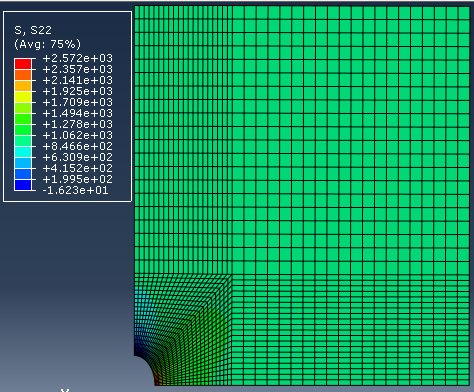 S, S22
(Avg: 75%)
+2.572e+03
+2.357e+03
+2.141e+03
+1.925e+03
+1.709e+03
+1.494e+03
+1.278e+03
+1.062e+03
+8.466e+02
+6.309e+02
+4.152e+02
+1.995e+02
-1.623e+01